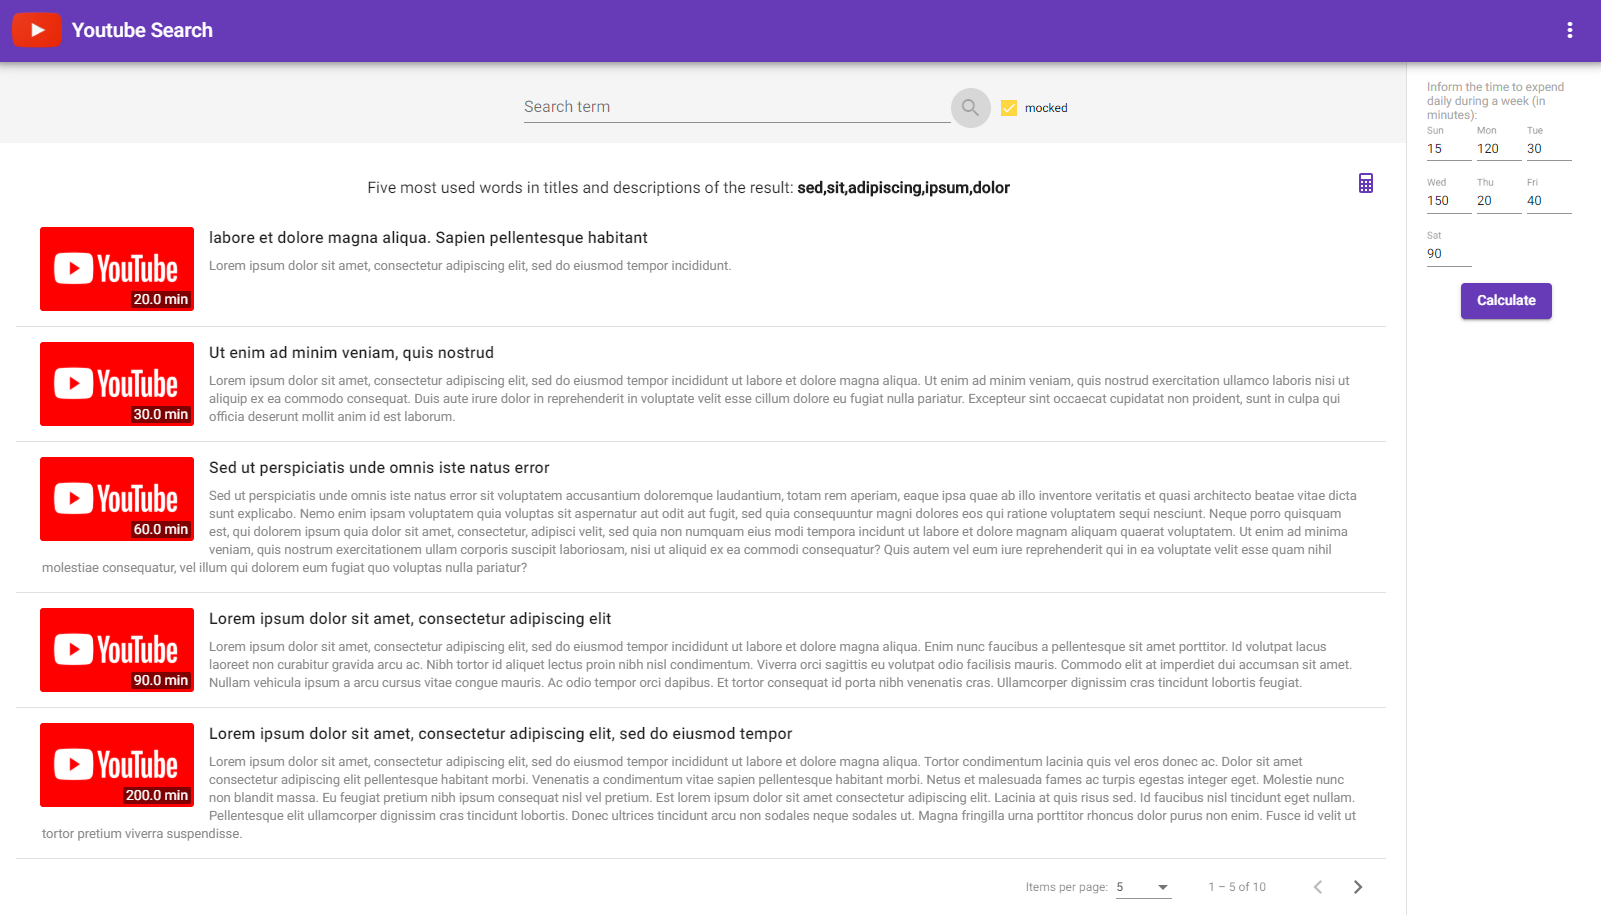 Youtube Search
Search term
mocked
Five most used words in titles and descriptions of the result: sed,sit,adipiscing,ipsum,dolor
YouTube
20.0 min
labore et dolore magna aliqua. Sapien pellentesque habitant
Lorem ipsum dolor sit amet, consectetur adipiscing elit, sed do eiusmod tempor incididunt.
YouTube
30.0 min
Ut enim ad minim veniam, quis nostrud
Lorem ipsum dolor sit amet, consectetur adipiscing elit, sed do eiusmod tempor incididunt ut labore et dolore magna aliqua. Ut enim ad minim veniam, quis nostrud exercitation ullamco laboris nisi ut
aliquip ex ea commodo consequat. Duis aute irure dolor in reprehenderit in voluptate velit esse cillum dolore eu fugiat nulla pariatur. Excepteur sint occaecat cupidatat non proident, sunt in culpa qui
officia deserunt mollit anim id est laborum.
YouTube
60.0 min
Sed ut perspiciatis unde omnis iste natus error
Sed ut perspiciatis unde omnis iste natus error sit voluptatem accusantium doloremque laudantium, totam rem aperiam, eaque ipsa quae ab illo inventore veritatis et quasi architecto beatae vitae dicta
sunt explicabo. Nemo enim ipsam voluptatem quia voluptas sit aspernatur aut odit aut fugit, sed quia consequuntur magni dolores eos qui ratione voluptatem sequi nesciunt. Neque porro quisquam
est, qui dolorem ipsum quia dolor sit amet, consectetur, adipisci velit, sed quia non numquam eius modi tempora incidunt ut labore et dolore magnam aliquam quaerat voluptatem. Ut enim ad minima
veniam, quis nostrum exercitationem ullam corporis suscipit laboriosam, nisi ut aliquid ex ea commodi consequatur? Quis autem vel eum iure reprehenderit qui in ea voluptate velit esse quam nihil
molestiae consequatur, vel illum qui dolorem eum fugiat quo voluptas nulla pariatur?
YouTube
90.0 min
Lorem ipsum dolor sit amet, consectetur adipiscing elit
Lorem ipsum dolor sit amet, consectetur adipiscing elit, sed do eiusmod tempor incididunt ut labore et dolore magna aliqua. Enim nunc faucibus a pellentesque sit amet porttitor. Id volutpat lacus
laoreet non curabitur gravida arcu ac. Nibh tortor id aliquet lectus proin nibh nisl condimentum. Viverra orci sagittis eu volutpat odio facilisis mauris. Commodo elit at imperdiet dui accumsan sit amet.
Nullam vehicula ipsum a arcu cursus vitae congue mauris. Ac odio tempor orci dapibus. Et tortor consequat id porta nibh venenatis cras. Ullamcorper dignissim cras tincidunt lobortis feugiat.
YouTube
200.0 min
Lorem ipsum dolor sit amet, consectetur adipiscing elit, sed do eiusmod tempor
Lorem ipsum dolor sit amet, consectetur adipiscing elit, sed do eiusmod tempor incididunt ut labore et dolore magna aliqua. Tortor condimentum lacinia quis vel eros donec ac. Dolor sit amet
consectetur adipiscing elit pellentesque habitant morbi. Venenatis a condimentum vitae sapien pellentesque habitant morbi. Netus et malesuada fames ac turpis egestas integer eget. Molestie nunc
non blandit massa. Eu feugiat pretium nibh ipsum consequat nisl vel pretium. Est lorem ipsum dolor sit amet consectetur adipiscing elit. Lacinia at quis risus sed. Id faucibus nisl tincidunt eget nullam.
Pellentesque elit ullamcorper dignissim cras tincidunt lobortis. Donec ultrices tincidunt arcu non sodales neque sodales ut. Magna fringilla urna porttitor rhoncus dolor purus non enim. Fusce id velit ut
tortor pretium viverra suspendisse.
Items per page: 5 1 – 5 of 10
Inform the time to expend
daily during a week (in
minutes):
Sun Mon Tue
15 120 30
Wed Thu Fri
150 20 40
Sat
90
Calculate